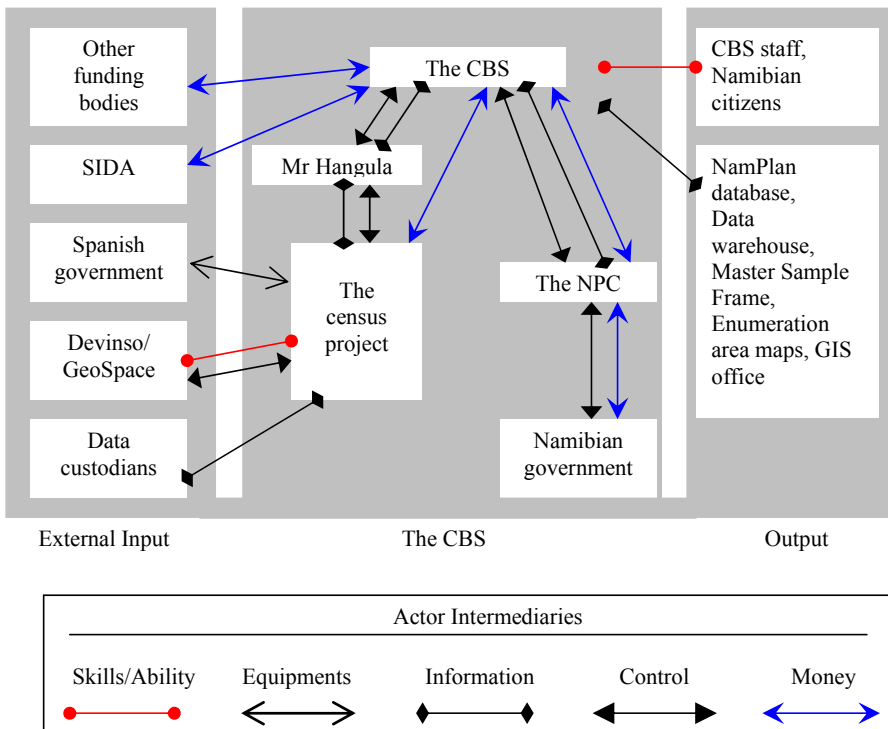 Other
funding
bodies
SIDA
Spanish
government
Devinso/
GeoSpace
Data
custodians
The CBS
Mr Hangula
The
census
project
The NPC
Namibian
government
CBS staff,
Namibian
citizens
NamPlan
database,
Data
warehouse,
Master Sample
Frame,
Enumeration
area maps, GIS
office
External Input
The CBS
Output
Actor Intermediaries
Skills/Ability
Equipments
Information
Control
Money